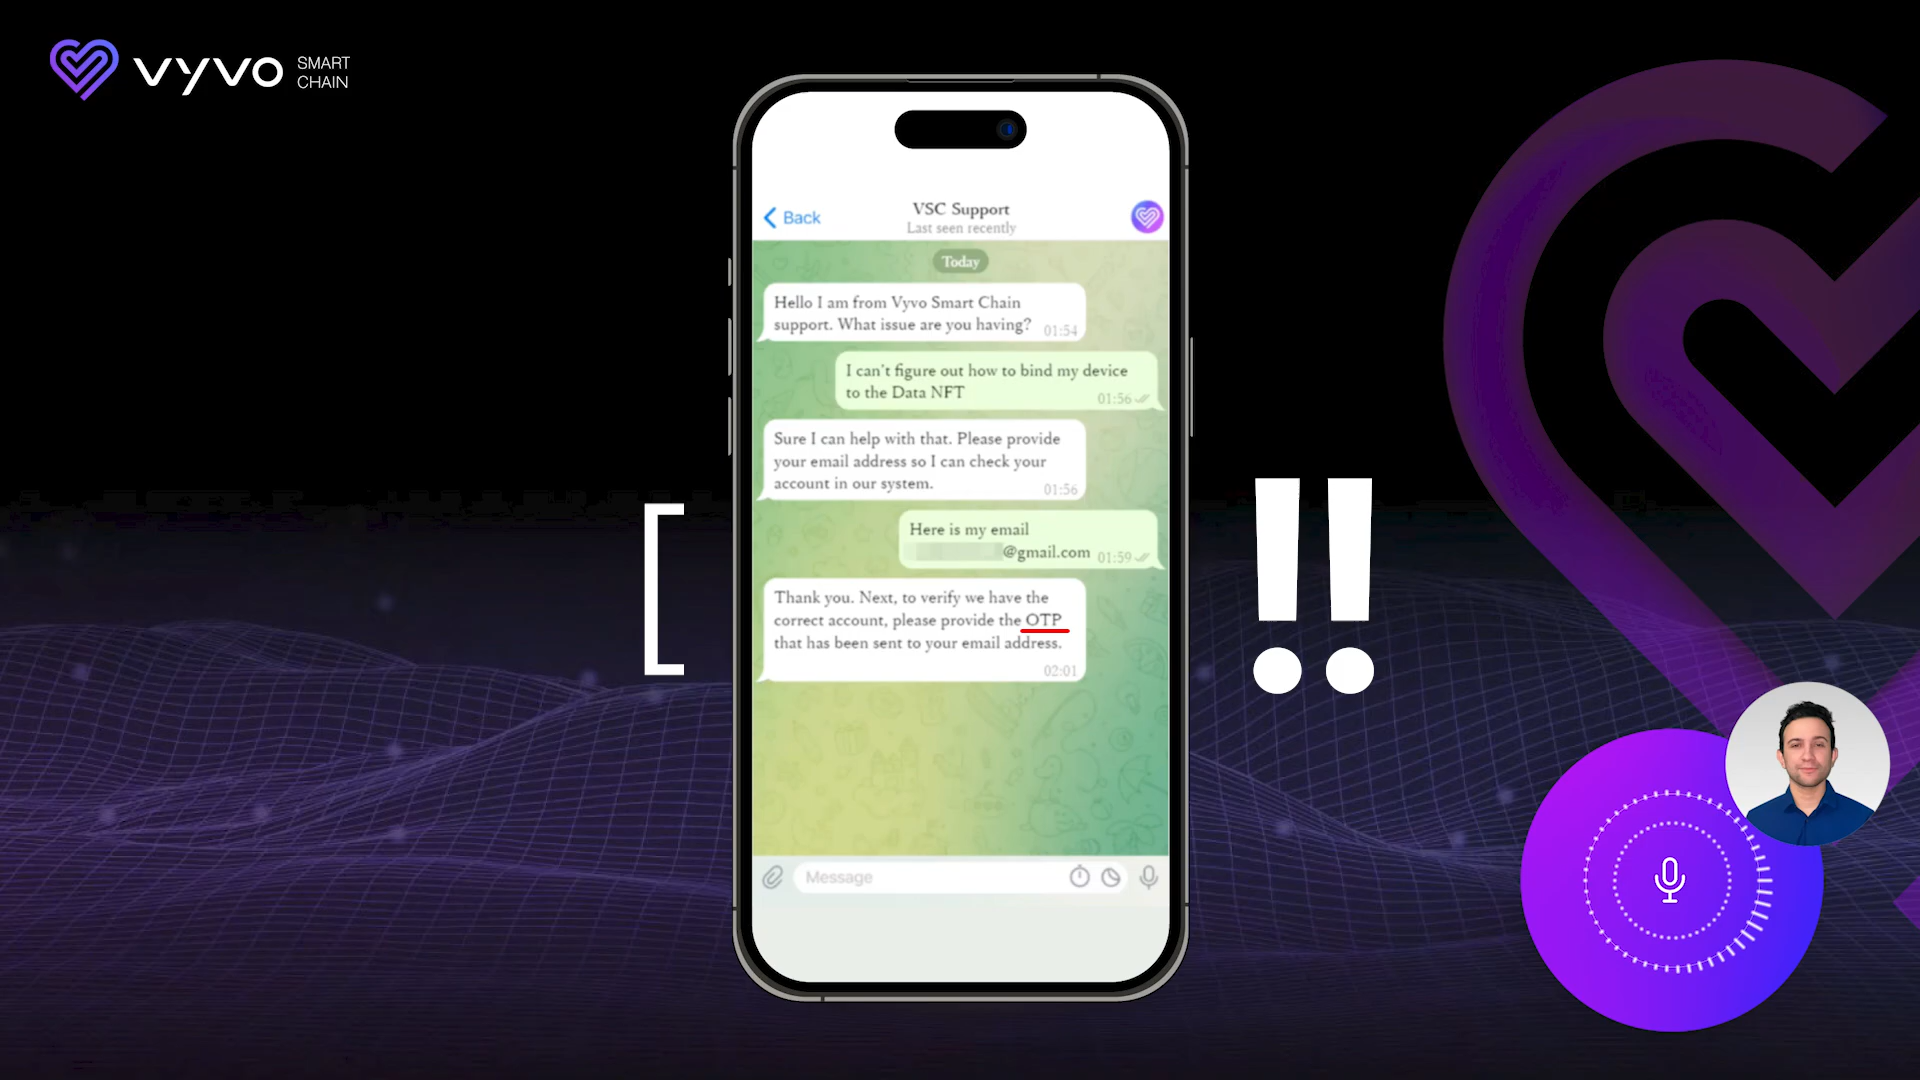 VYVO SMART
CHAIN
Back
VSC Support
Last seen recently
Today
Hello I am from Vyvo Smart Chain
support. What issue are you having? 01:54
I can't figure out how to bind my device
to the Data NFT
01:56
Sure I can help with that. Please provide
your email address so I can check your
account in our system.
01:56
Here is my email
@gmail.com 01:59
Thank you. Next, to verify we have the
correct account, please provide the OTP
that has been sent to your email address.
02:01
Message
[ !!